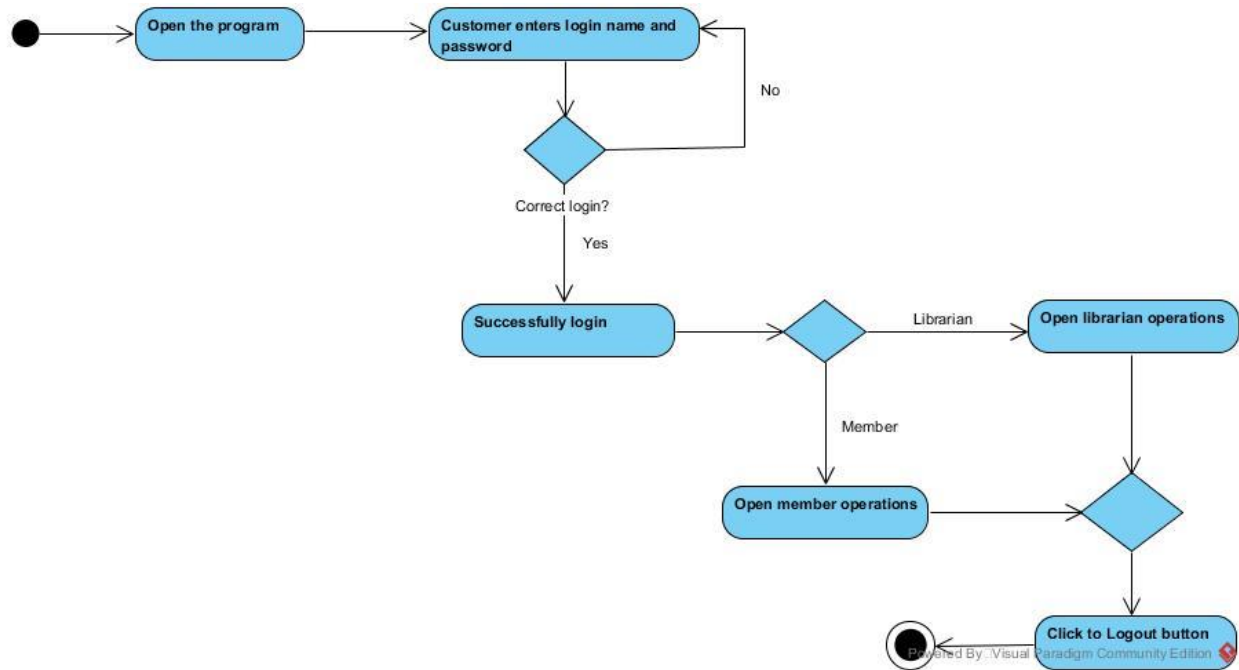 Open the program
Customer enters login name and
password
No
Correct login?
Yes
Successfully login
Librarian
Open librarian operations
Member
Open member operations
Click to Logout button
Powered By Visual Paradigm Community Edition